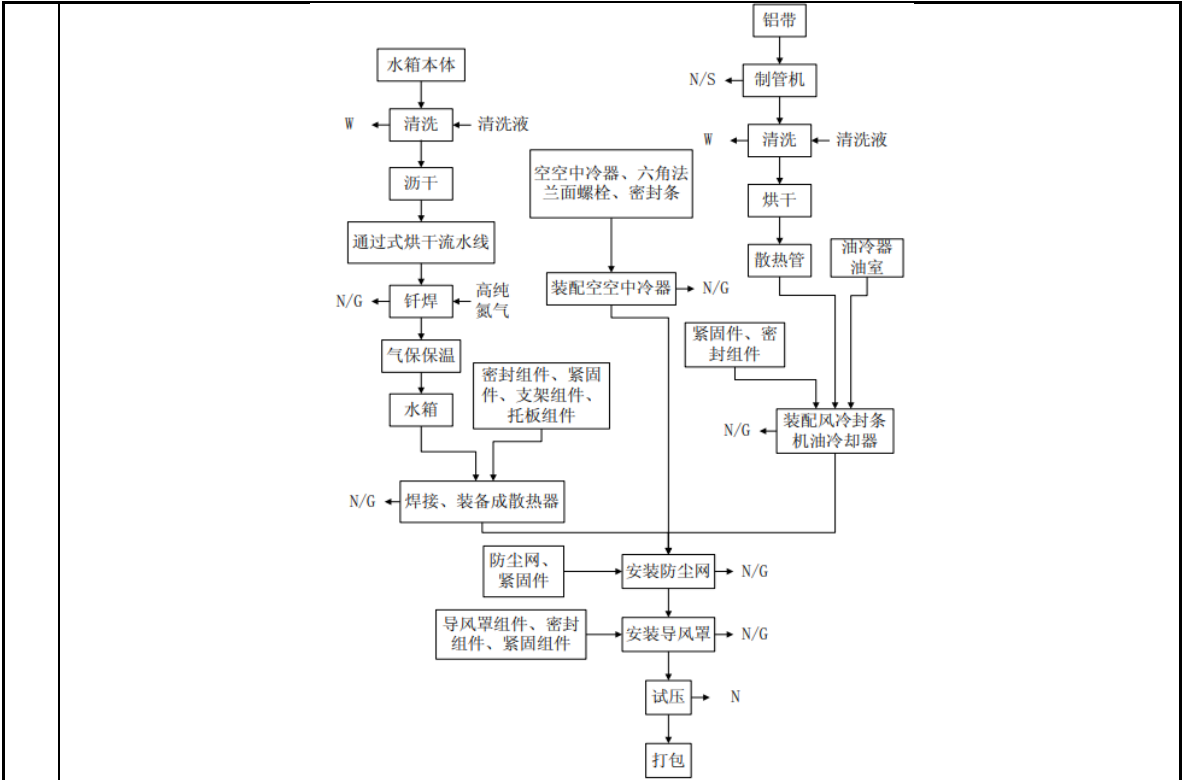 铝带
水箱本体
N/S
制管机
W
清洗
清洗液
W
清洗
清洗液
空空中冷器、六角法
兰面螺栓、密封条
沥干
烘干
通过式烘干流水线
散热管
油冷器
油室
装配空空中冷器
N/G
N/G
钎焊
高纯
氮气
紧固件、密
封组件
气保保温
密封组件、紧固
件、支架组件、
托板组件
水箱
N/G
装配风冷封条
机油冷却器
N/G
焊接、装备成散热器
防尘网、
紧固件
安装防尘网
N/G
导风罩组件、密封
组件、紧固组件
安装导风罩
N/G
试压
N
打包